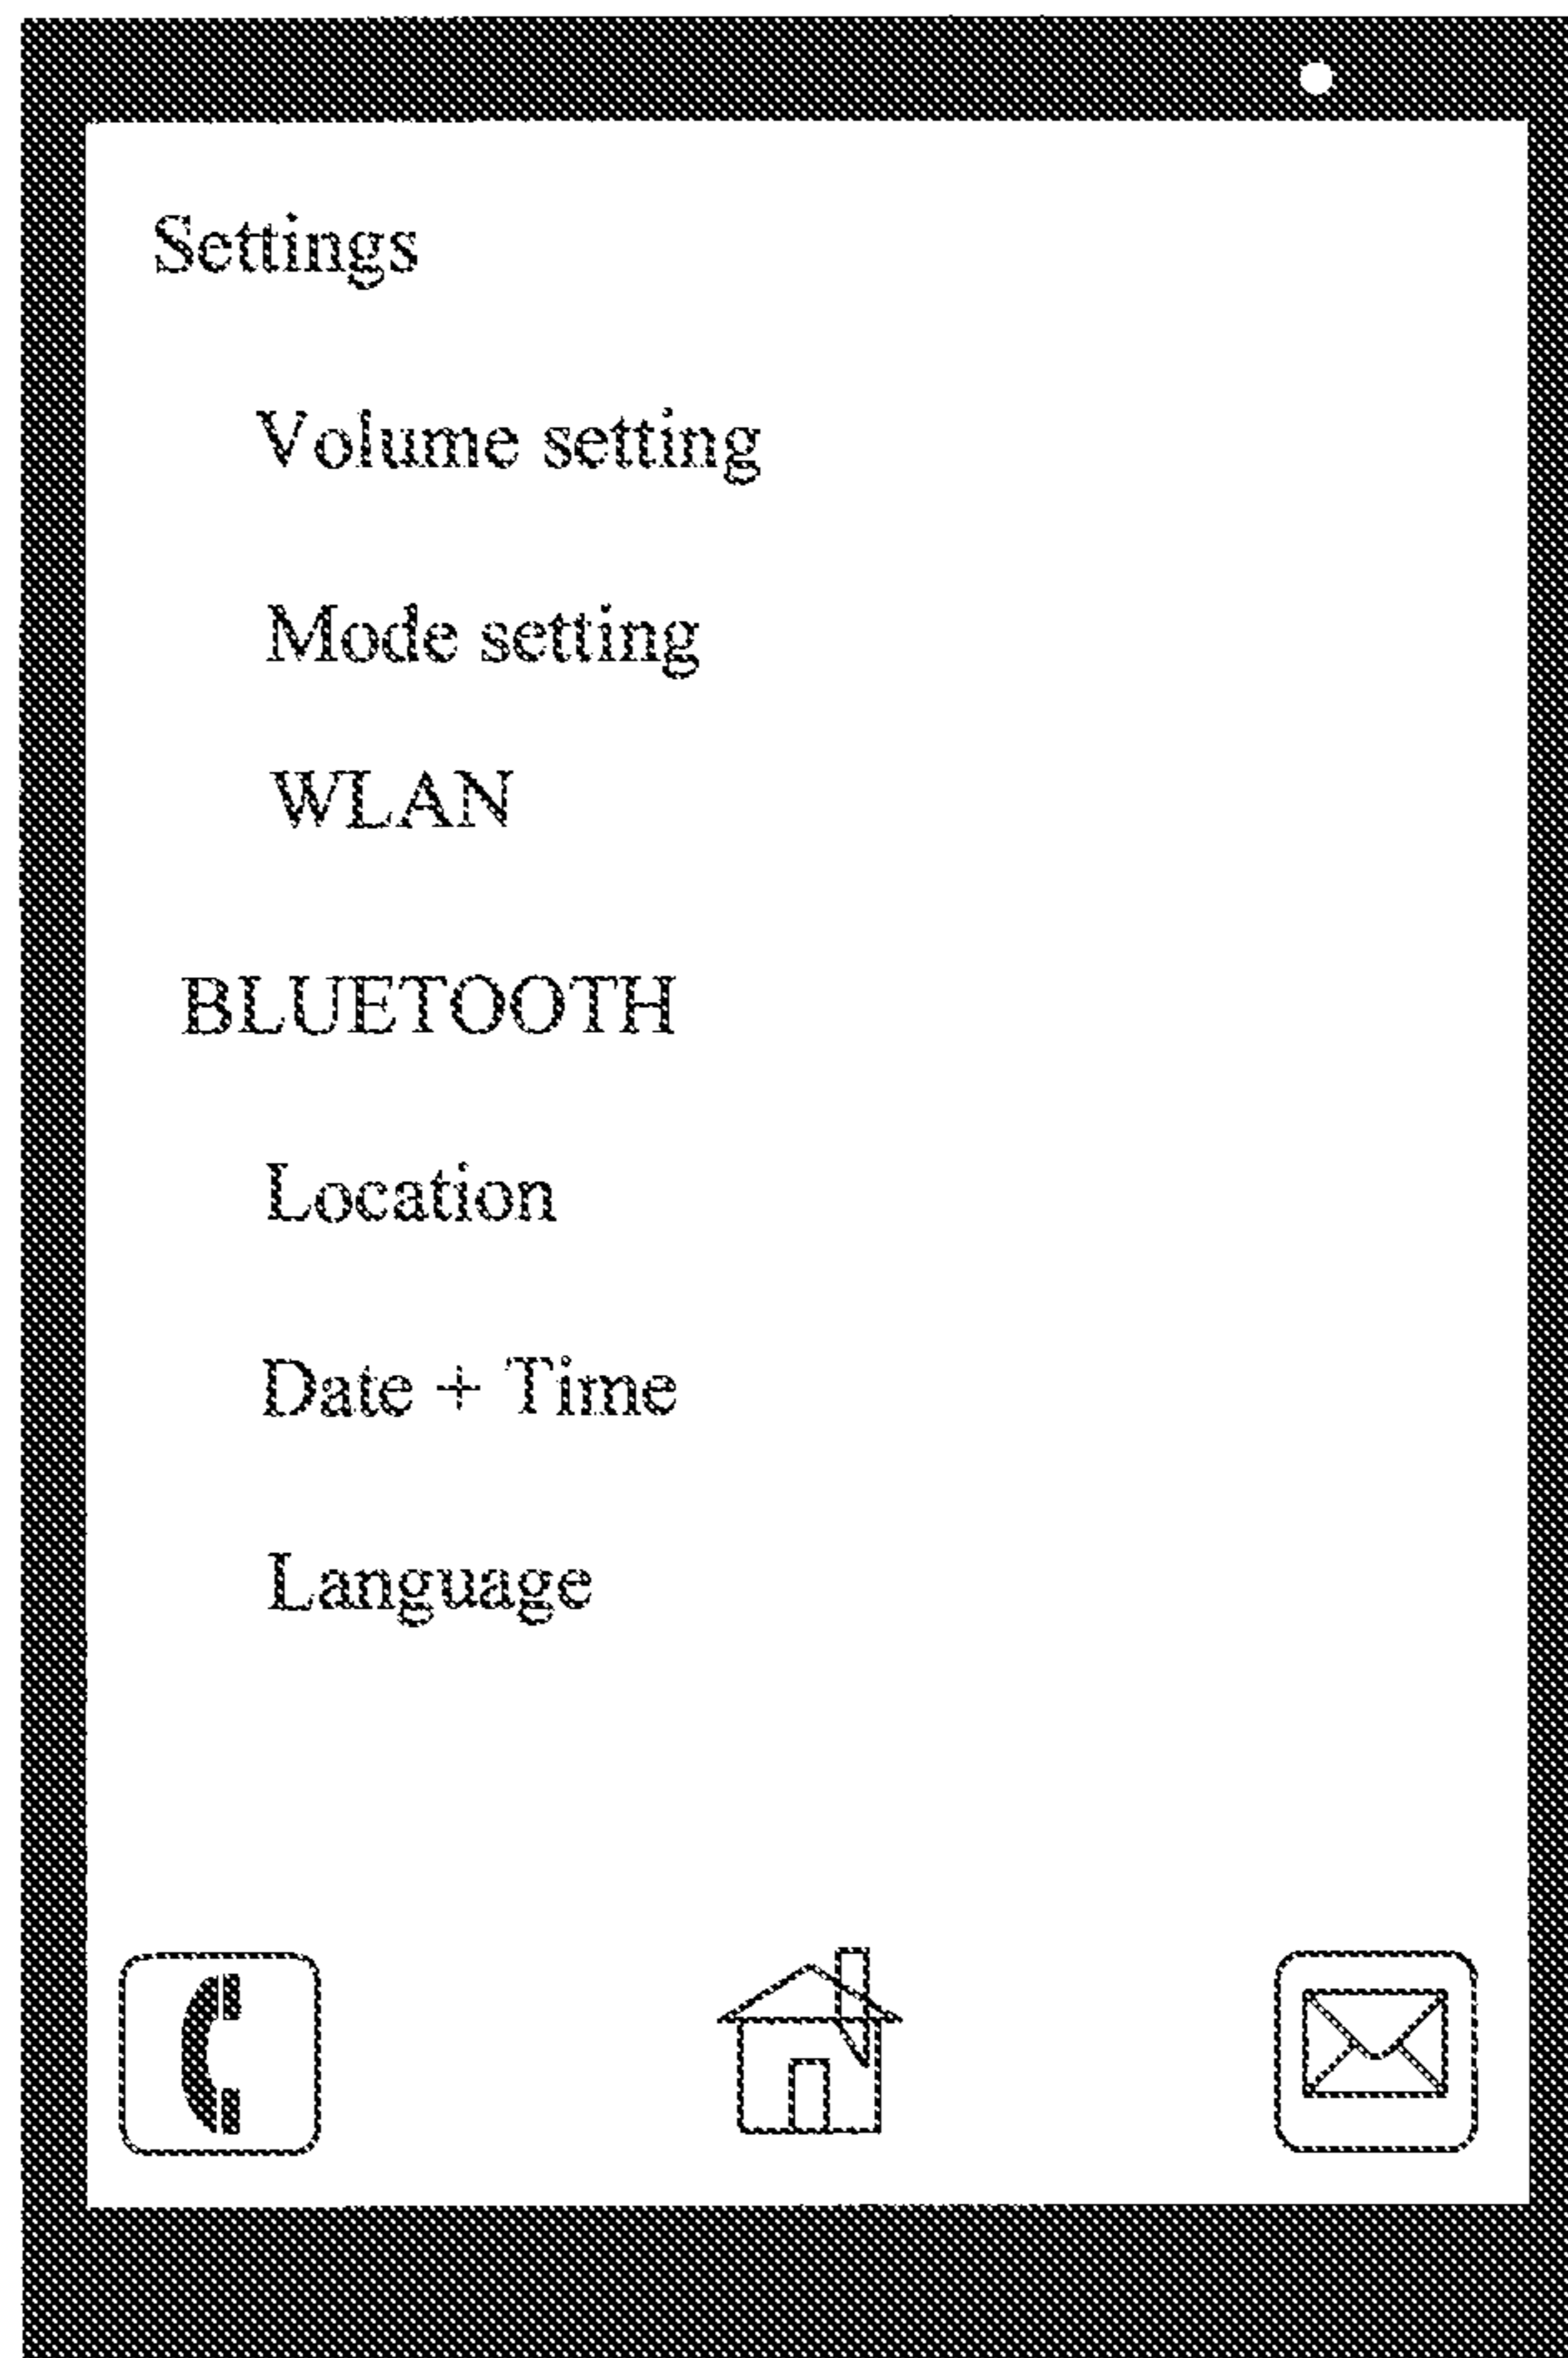 Settings
Volume setting
Mode setting
WLAN
BLUETOOTH
Location
Date + Time
Language